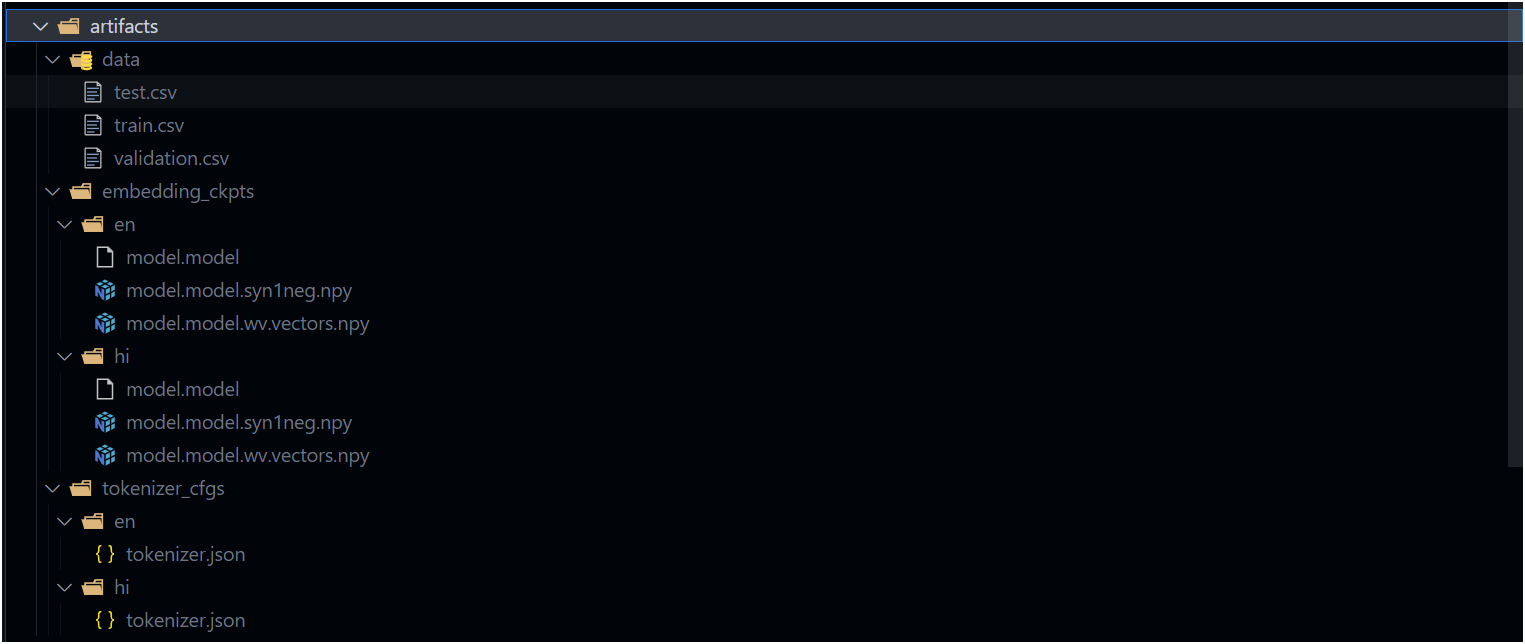 artifacts
data
test.csv
train.csv
validation.csv
embedding_ckpts
en
model.model
model.model.syn1neg.npy
model.model.wv.vectors.npy
hi
model.model
model.model.syn1neg.npy
model.model.wv.vectors.npy
tokenizer_cfgs
en
{ } tokenizer.json
hi
{ } tokenizer.json